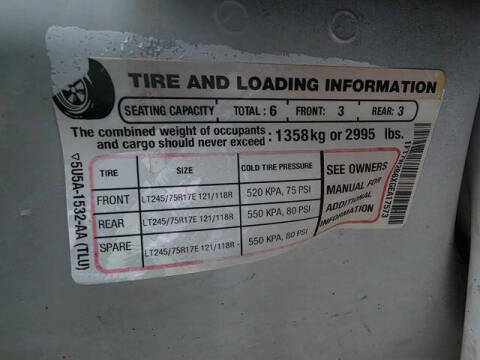 TIRE AND LOADING INFORMATION
SEATING CAPACITY TOTAL : 6 FRONT: 3 REAR: 3
The combined weight of occupants and cargo should never exceed : 1358 kg or 2995 lbs.
TIRE SIZE COLD TIRE PRESSURE
FRONT LT245/75R17E 121/118R 520 KPA, 75 PSI
REAR LT245/75R17E 121/118R 550 KPA, 80 PSI
SPARE LT245/75R17E 121/118R 550 KPA, 80 PSI
SEE OWNERS
MANUAL FOR
ADDITIONAL
INFORMATION
▽5U5A-1532-AA (TLU)